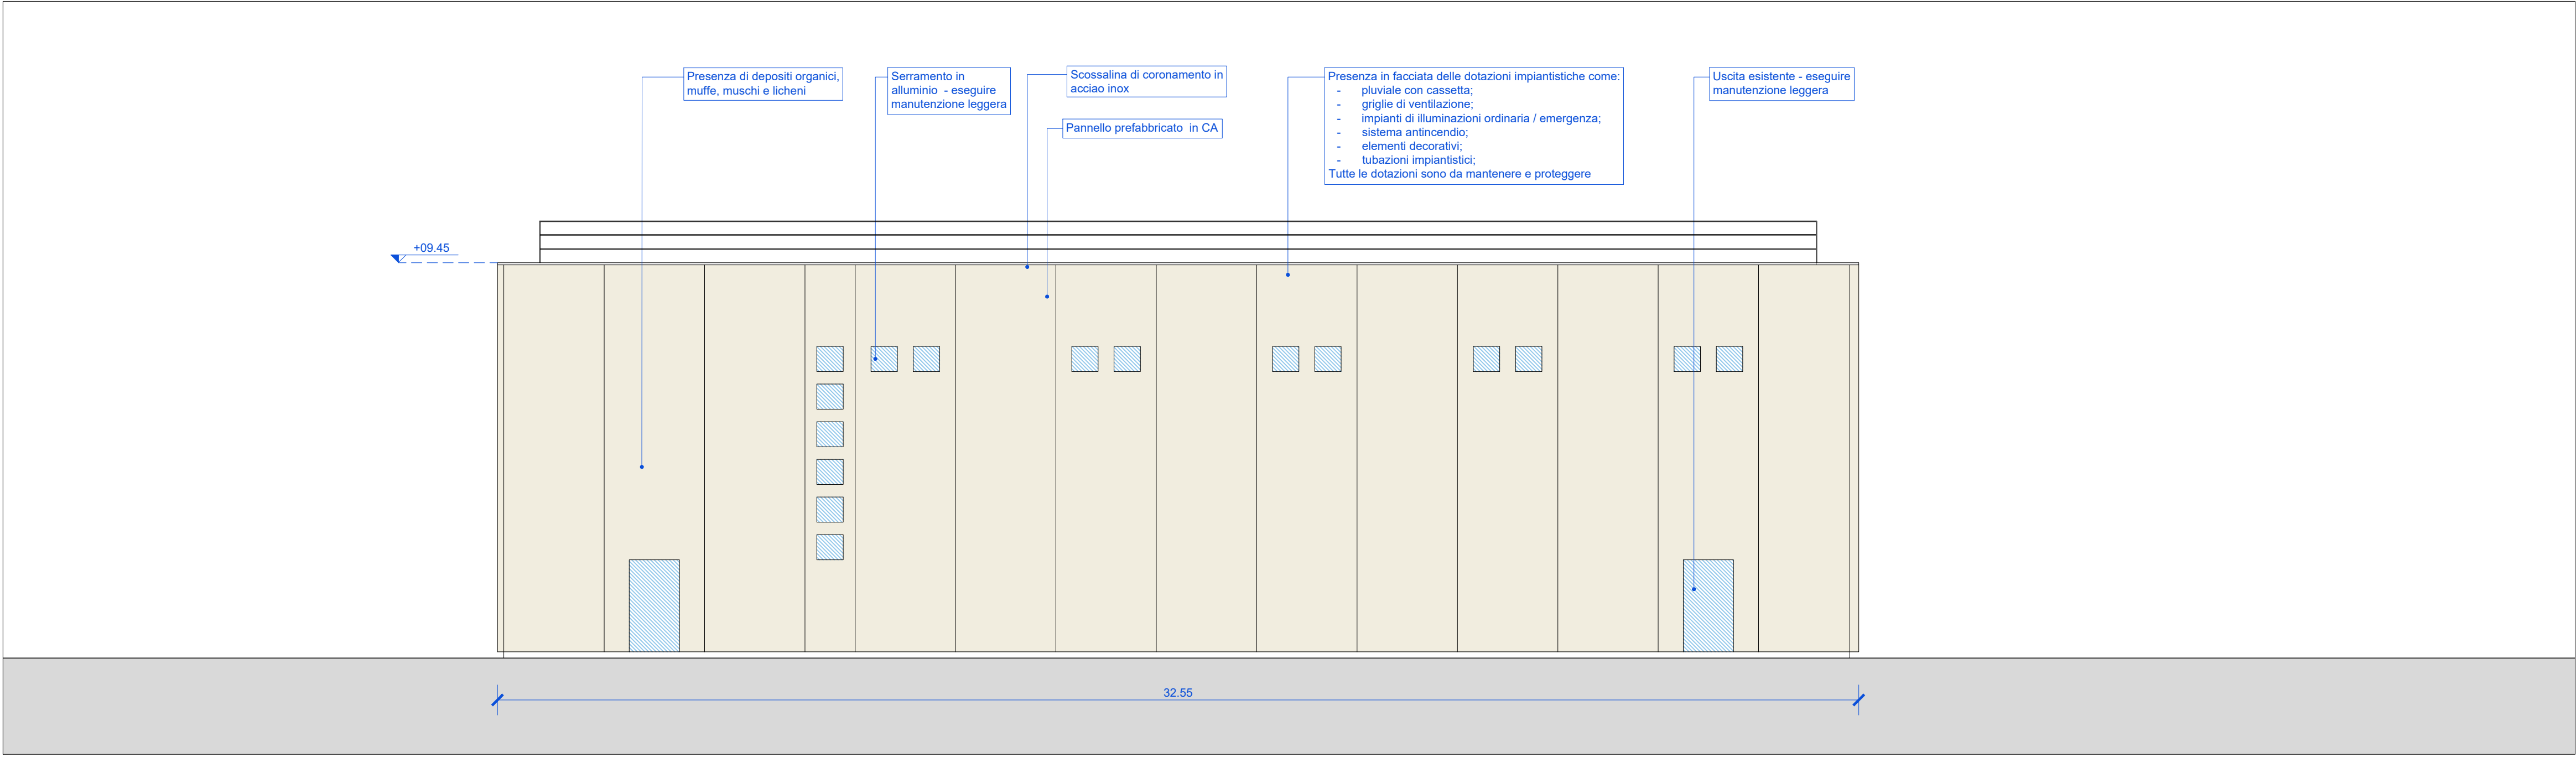 Presenza di depositi organici,
muffe, muschi e licheni
Serramento in
alluminio - eseguire
manutenzione leggera
Scossalina di coronamento in
acciao inox
Pannello prefabbricato in CA
Presenza in facciata delle dotazioni impiantistiche come:
- pluviale con cassetta;
- griglie di ventilazione;
- impianti di illuminazioni ordinaria / emergenza;
- sistema antincendio;
- elementi decorativi;
- tubazioni impiantistici;
Tutte le dotazioni sono da mantenere e proteggere
Uscita esistente - eseguire
manutenzione leggera
+09.45
32.55